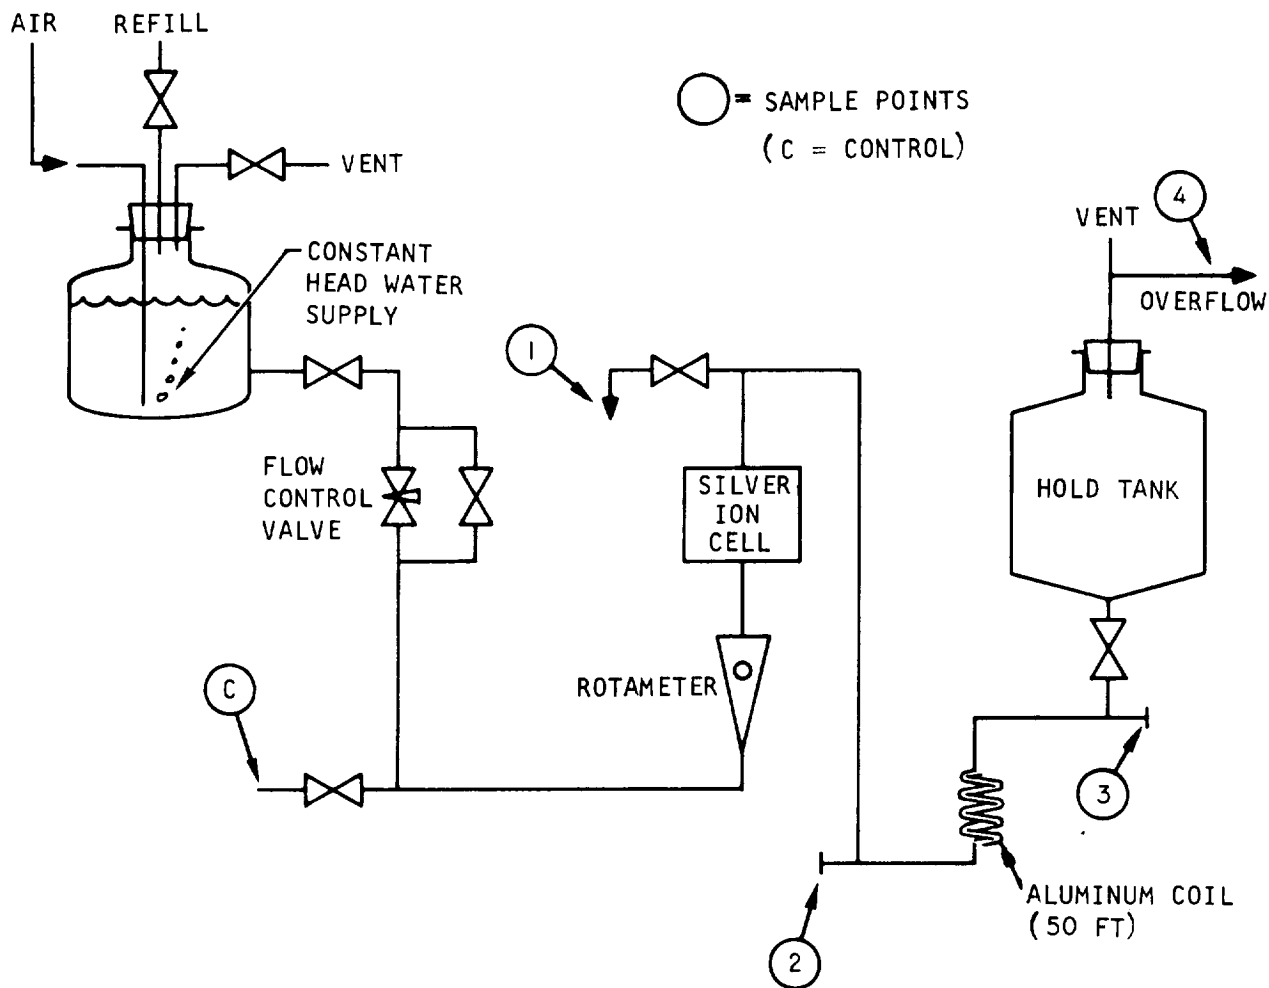 AIR
REFILL
= SAMPLE POINTS
(C = CONTROL)
VENT
4
VENT
OVERFLOW
CONSTANT
HEAD WATER
SUPPLY
1
FLOW
CONTROL
VALVE
SILVER
ION
CELL
HOLD TANK
C
ROTAMETER
3
ALUMINUM COIL
(50 FT)
2